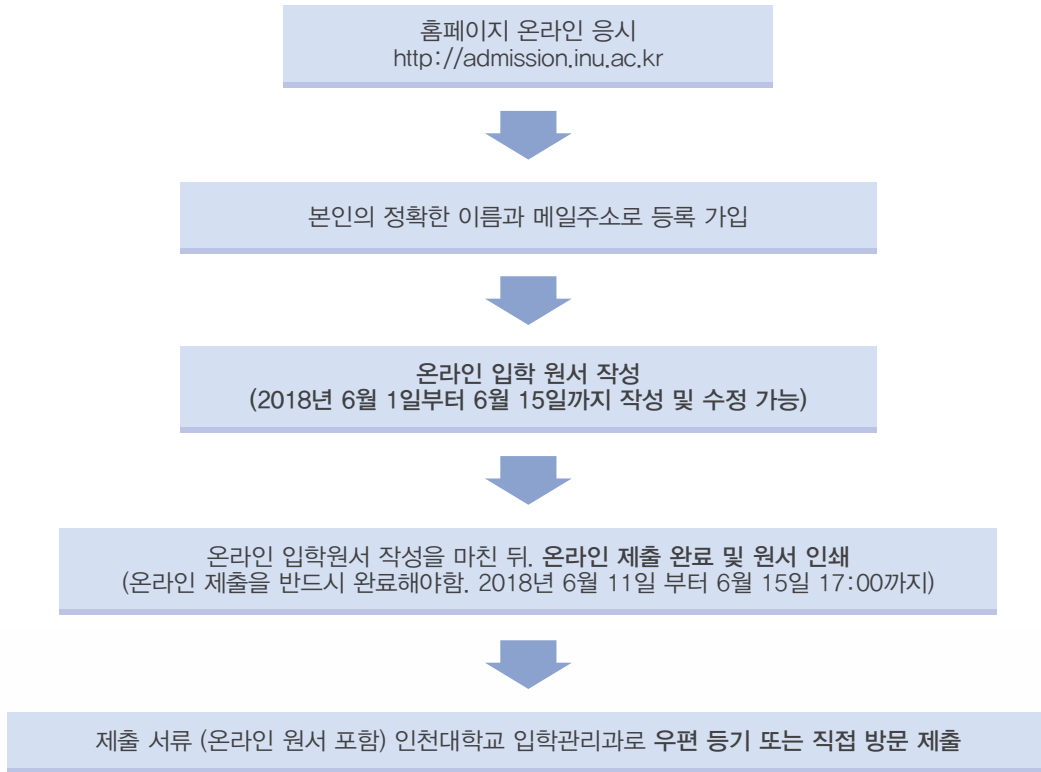 홈페이지 온라인 응시
http://admission.inu.ac.kr
본인의 정확한 이름과 메일주소로 등록 가입
온라인 입학 원서 작성
(2018년 6월 1일부터 6월 15일까지 작성 및 수정 가능)
온라인 입학원서 작성을 마친 뒤. 온라인 제출 완료 및 원서 인쇄
(온라인 제출을 반드시 완료해야함. 2018년 6월 11일 부터 6월 15일 17:00까지)
제출 서류 (온라인 원서 포함) 인천대학교 입학관리과로 우편 등기 또는 직접 방문 제출